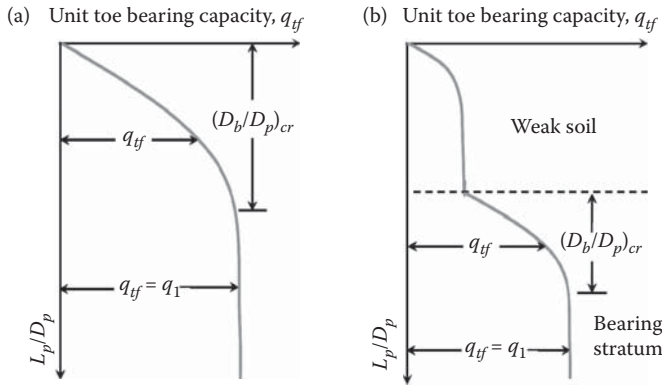 (a) Unit toe bearing capacity, q_tf
(D_b/D_p)_cr
q_tf
q_tf = q_1
L_p/D_p
(b) Unit toe bearing capacity, q_tf
Weak soil
(D_b/D_p)_cr
q_tf
q_tf = q_1
Bearing
stratum
L_p/D_p